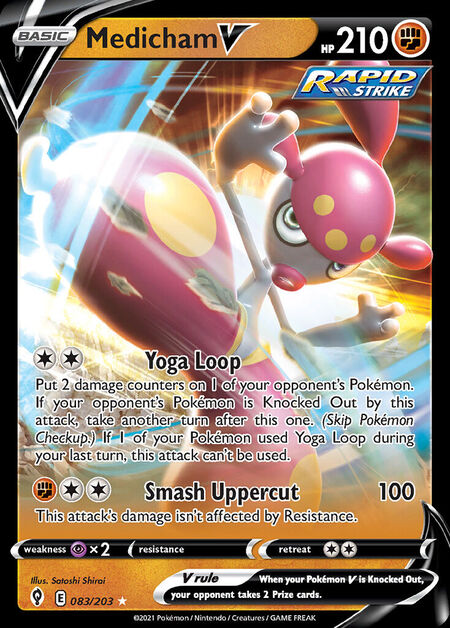 BASIC Medicham V HP 210
RAPID STRIKE
Yoga Loop
Put 2 damage counters on 1 of your opponent's Pokémon.
If your opponent's Pokémon is Knocked Out by this
attack, take another turn after this one. (Skip Pokémon
Checkup.) If 1 of your Pokémon used Yoga Loop during
your last turn, this attack can't be used.
Smash Uppercut 100
This attack's damage isn't affected by Resistance.
weakness ×2 resistance retreat
Illus. Satoshi Shirai
V rule
When your Pokémon V is Knocked Out,
your opponent takes 2 Prize cards.
E 083/203
©2021 Pokémon / Nintendo / Creatures / GAME FREAK